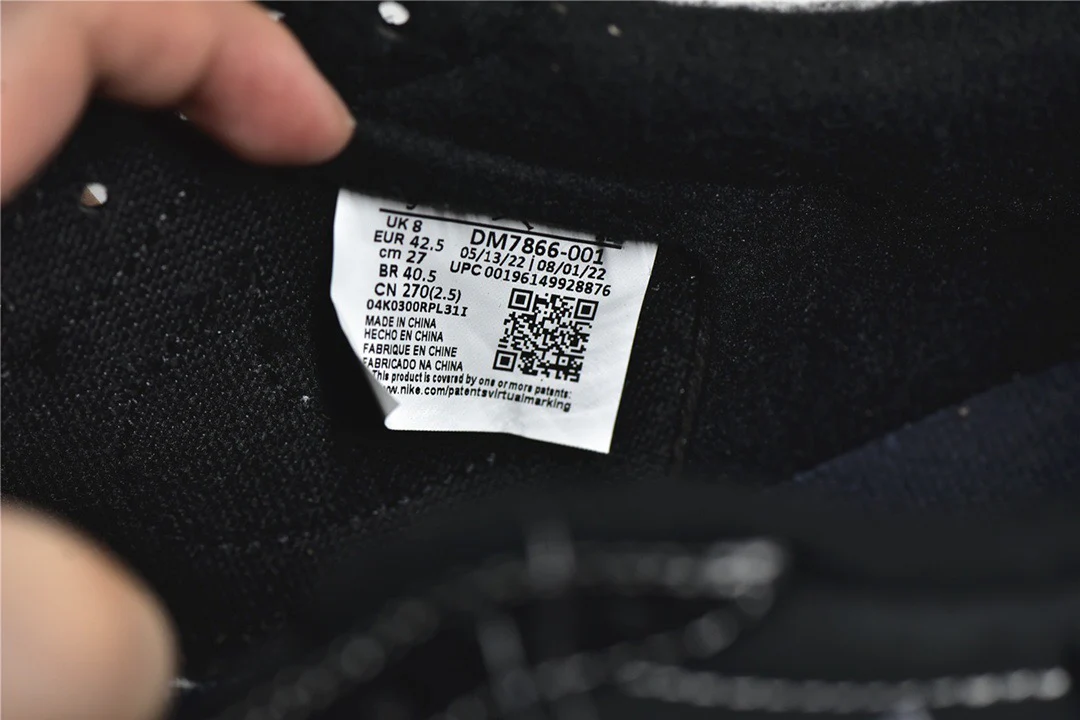 UK 8
EUR 42.5
cm 27
BR 40.5
CN 270(2.5)
04K0300RPL31I
MADE IN CHINA
HECHO EN CHINA
FABRIQUE EN CHINE
FABRICADO NA CHINA
DM7866-001
05/13/22 | 08/01/22
UPC 00196149928876
This product is covered by one or more patents:
www.nike.com/patentsvirtualmarking